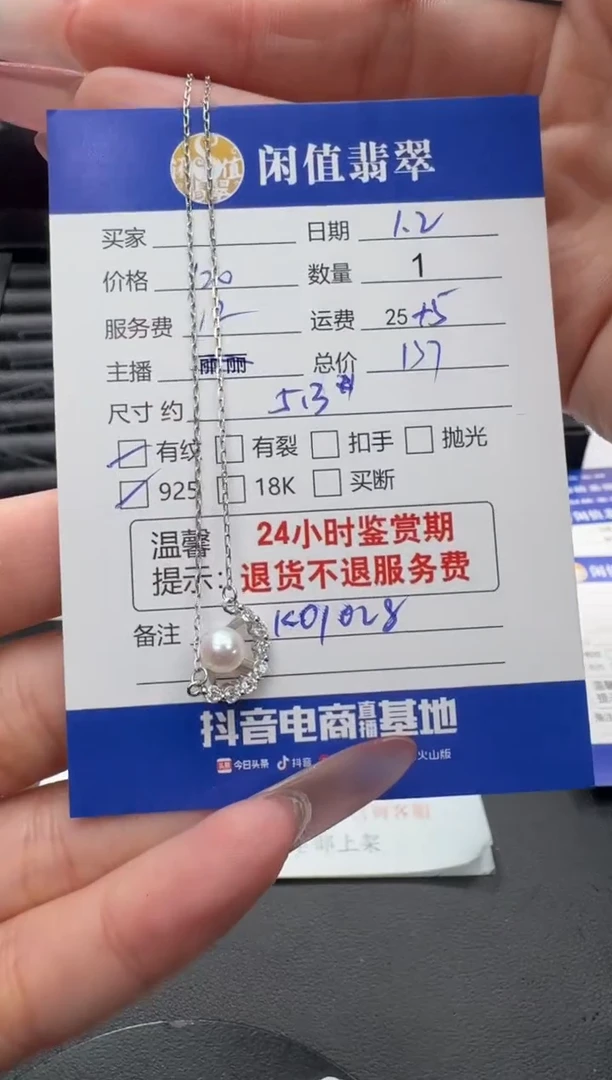 闲值翡翠
买家 日期 1.2
价格 120 数量 1
服务费 12 运费 25+5
主播 丽丽 总价 137
尺寸 约 513#
有纹 有裂 扣手 抛光
925 18K 买断
温馨提示： 24小时鉴赏期
退货不退服务费
备注 K01028
抖音电商直播基地
今日头条 抖音 火山版